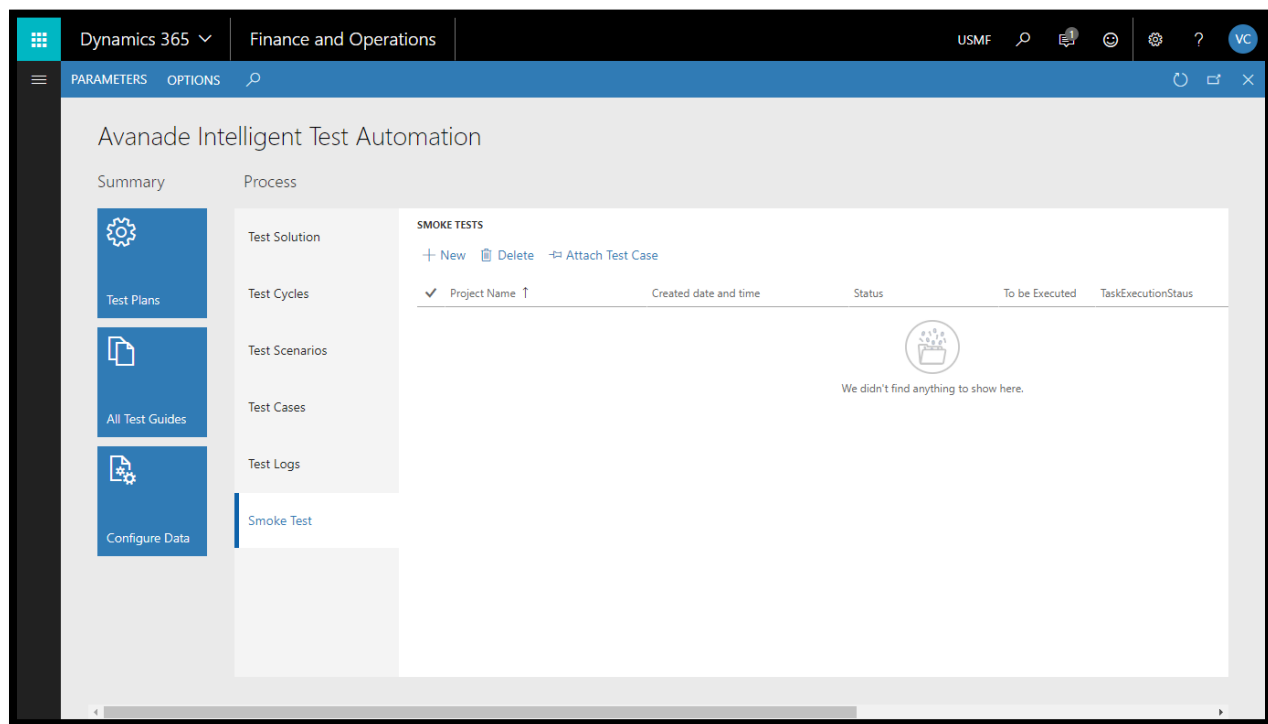 Dynamics 365 Finance and Operations USMF 1 ? VC
PARAMETERS OPTIONS
Avanade Intelligent Test Automation
Summary Process
Test Plans
All Test Guides
Configure Data
Test Solution
Test Cycles
Test Scenarios
Test Cases
Test Logs
Smoke Test
SMOKE TESTS
New Delete Attach Test Case
Project Name ↑ Created date and time Status To be Executed TaskExecutionStaus
We didn't find anything to show here.